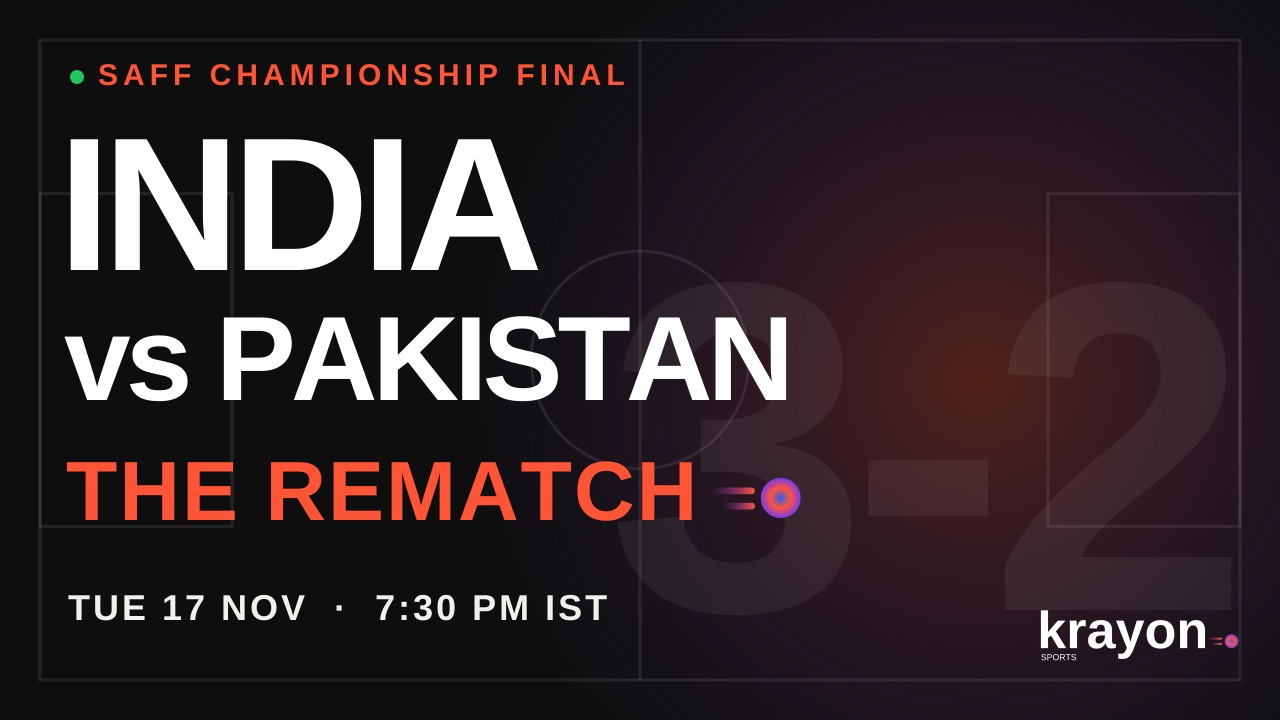 SAFF CHAMPIONSHIP FINAL
INDIA
vs PAKISTAN
3-2
THE REMATCH
TUE 17 NOV · 7:30 PM IST
krayon
SPORTS